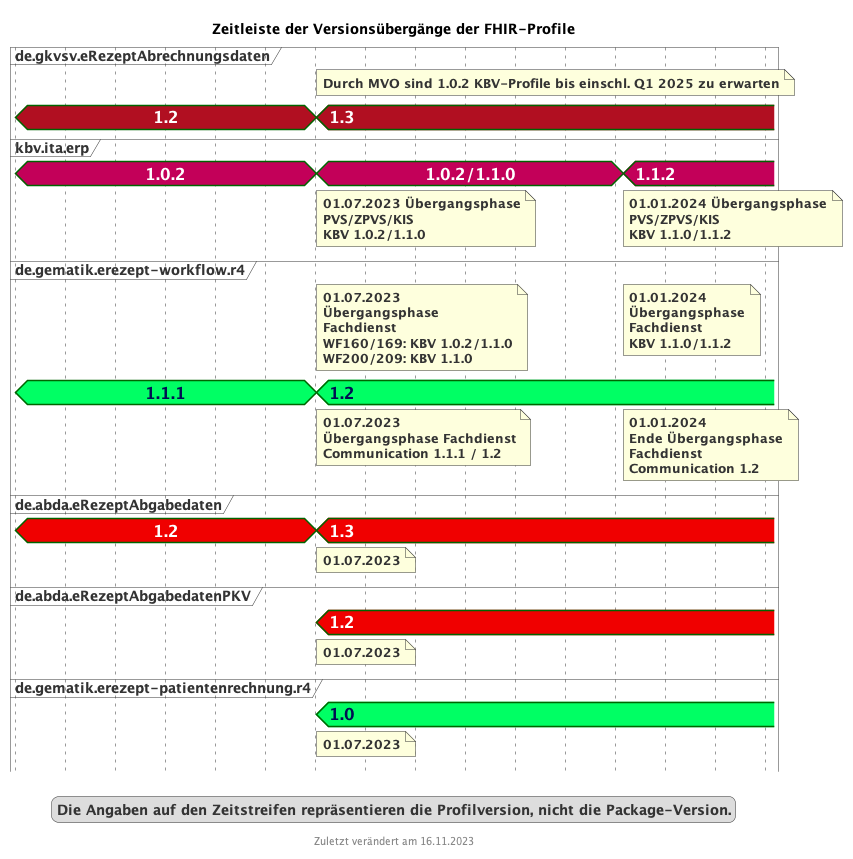 Zeitleiste der Versionsübergänge der FHIR-Profile
de.gkvsv.eRezeptAbrechnungsdaten
Durch MVO sind 1.0.2 KBV-Profile bis einschl. Q1 2025 zu erwarten
1.2
1.3
kbv.ita.erp
1.0.2
1.0.2/1.1.0
1.1.2
01.07.2023 Übergangsphase
PVS/ZPVS/KIS
KBV 1.0.2/1.1.0
01.01.2024 Übergangsphase
PVS/ZPVS/KIS
KBV 1.1.0/1.1.2
de.gematik.erezept-workflow.r4
01.07.2023
Übergangsphase
Fachdienst
WF160/169: KBV 1.0.2/1.1.0
WF200/209: KBV 1.1.0
01.01.2024
Übergangsphase
Fachdienst
KBV 1.1.0/1.1.2
1.1.1
1.2
01.07.2023
Übergangsphase Fachdienst
Communication 1.1.1 / 1.2
01.01.2024
Ende Übergangsphase
Fachdienst
Communication 1.2
de.abda.eRezeptAbgabedaten
1.2
1.3
01.07.2023
de.abda.eRezeptAbgabedatenPKV
1.2
01.07.2023
de.gematik.erezept-patientenrechnung.r4
1.0
01.07.2023
Die Angaben auf den Zeitstreifen repräsentieren die Profilversion, nicht die Package-Version.
Zuletzt verändert am 16.11.2023